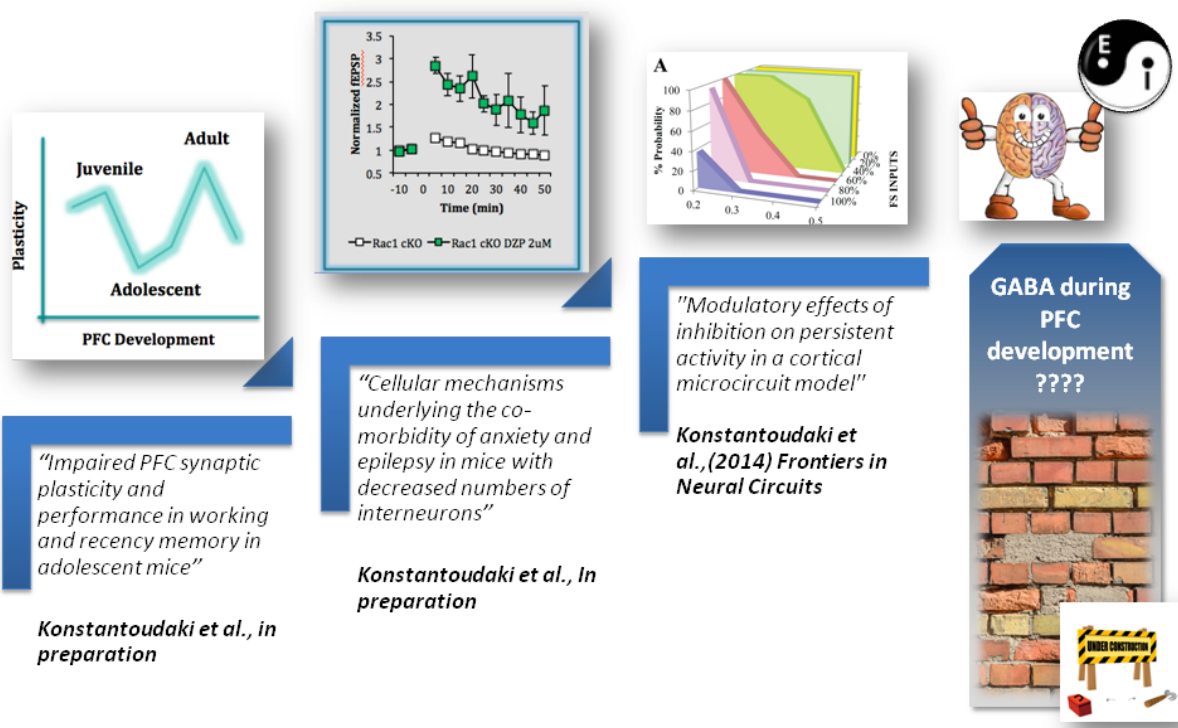 Juvenile
Adult
Adolescent
Plasticity
PFC Development
“Impaired PFC synaptic
plasticity and
performance in working
and recency memory in
adolescent mice”
Konstantoudaki et al., in
preparation
3.5
3
2.5
2
1.5
1
0.5
Normalized fEPSP
-10 0 10 20 30 40 50
Time (min)
Rac1 cKO
Rac1 cKO DZP 2uM
“Cellular mechanisms
underlying the co-
morbidity of anxiety and
epilepsy in mice with
decreased numbers of
interneurons”
Konstantoudaki et al., In
preparation
A
100
80
60
40
20
0
% Probability
0.2
0.3
0.4
0.5
0%
20%
40%
60%
80%
100%
FS INPUTS
"Modulatory effects of
inhibition on persistent
activity in a cortical
microcircuit model"
Konstantoudaki et
al.,(2014) Frontiers in
Neural Circuits
E
i
GABA during
PFC
development
????
UNDER CONSTRUCTION